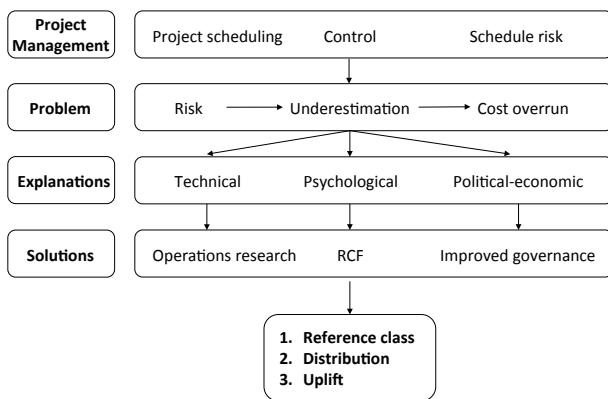 Project
Management
Project scheduling Control Schedule risk
Problem
Risk Underestimation Cost overrun
Explanations
Technical Psychological Political-economic
Solutions
Operations research RCF Improved governance
1. Reference class
2. Distribution
3. Uplift